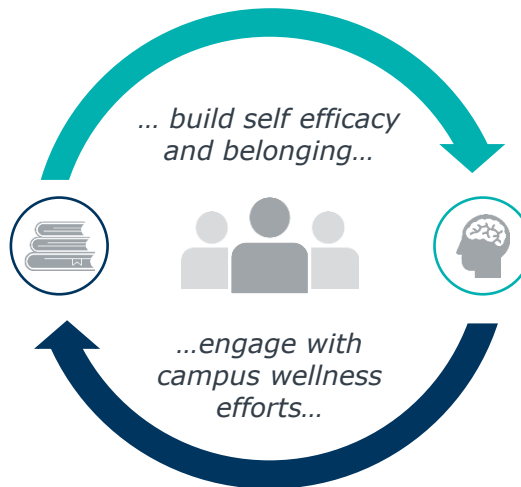 ... build self efficacy
and belonging...
...engage with
campus wellness
efforts...